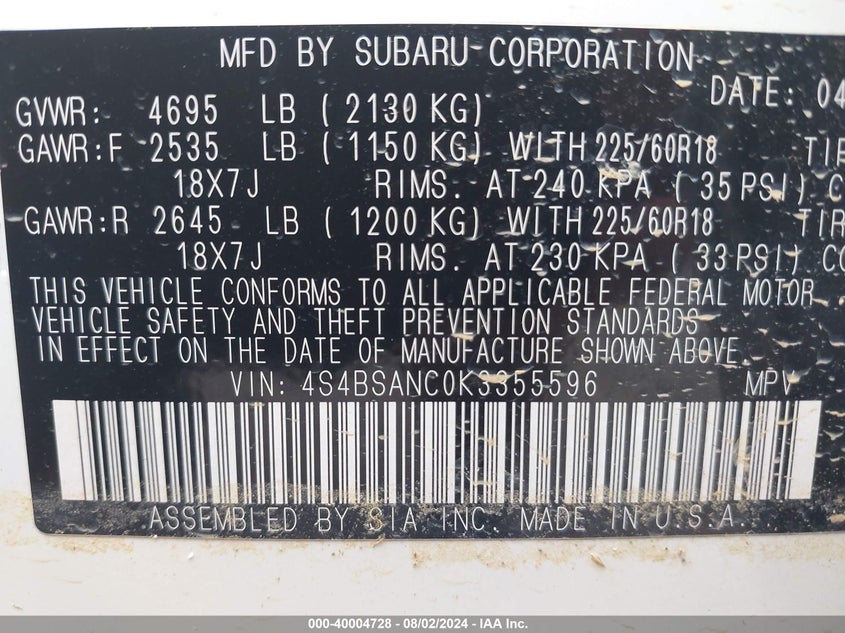 MFD BY SUBARU CORPORATION
DATE: 04
GVWR: 4695 LB ( 2130 KG)
GAWR:F 2535 LB ( 1150 KG) WITH 225/60R18 TIR
18X7J RIMS. AT 240 KPA ( 35 PSI) CO
GAWR:R 2645 LB ( 1200 KG) WITH 225/60R18 TIR
18X7J RIMS. AT 230 KPA ( 33 PSI) CO
THIS VEHICLE CONFORMS TO ALL APPLICABLE FEDERAL MOTOR
VEHICLE SAFETY AND THEFT PREVENTION STANDARDS
IN EFFECT ON THE DATE OF MANUFACTURE SHOWN ABOVE.
VIN: 4S4BSANC0K3355596 MPV
ASSEMBLED BY SIA INC. MADE IN U.S.A.
000-40004728 - 08/02/2024 - IAA Inc.